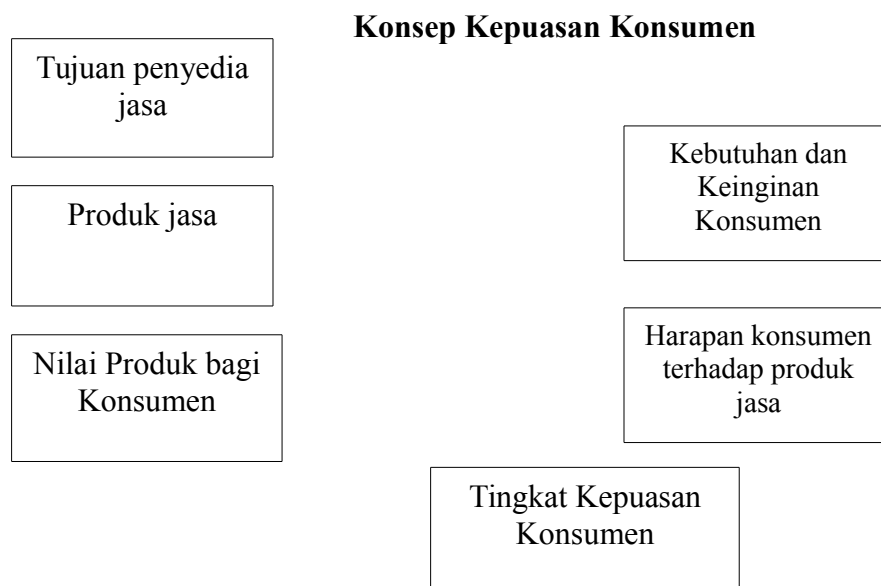 Konsep Kepuasan Konsumen
Tujuan penyedia
jasa
Produk jasa
Nilai Produk bagi
Konsumen
Kebutuhan dan
Keinginan
Konsumen
Harapan konsumen
terhadap produk
jasa
Tingkat Kepuasan
Konsumen